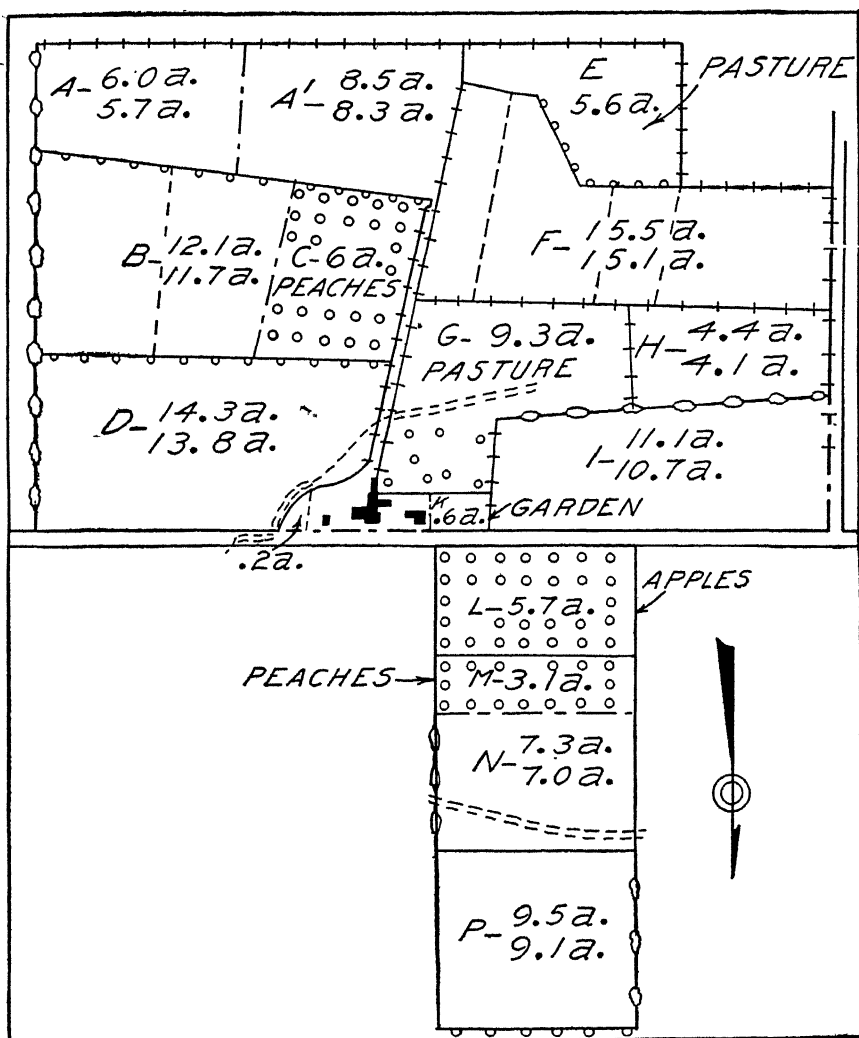 A- 6.0a.
5.7a.
A'- 8.5a.
8.3a.
E
5.6a.
PASTURE
B- 12.1a.
11.7a.
C-6a.
PEACHES
F- 15.5a.
15.1a.
G- 9.3a.
PASTURE
H- 4.4a.
4.1a.
D- 14.3a.
13.8a.
I- 11.1a.
10.7a.
K
.6a.
GARDEN
.2a.
L-5.7a.
APPLES
PEACHES
M-3.1a.
N- 7.3a.
7.0a.
P- 9.5a.
9.1a.